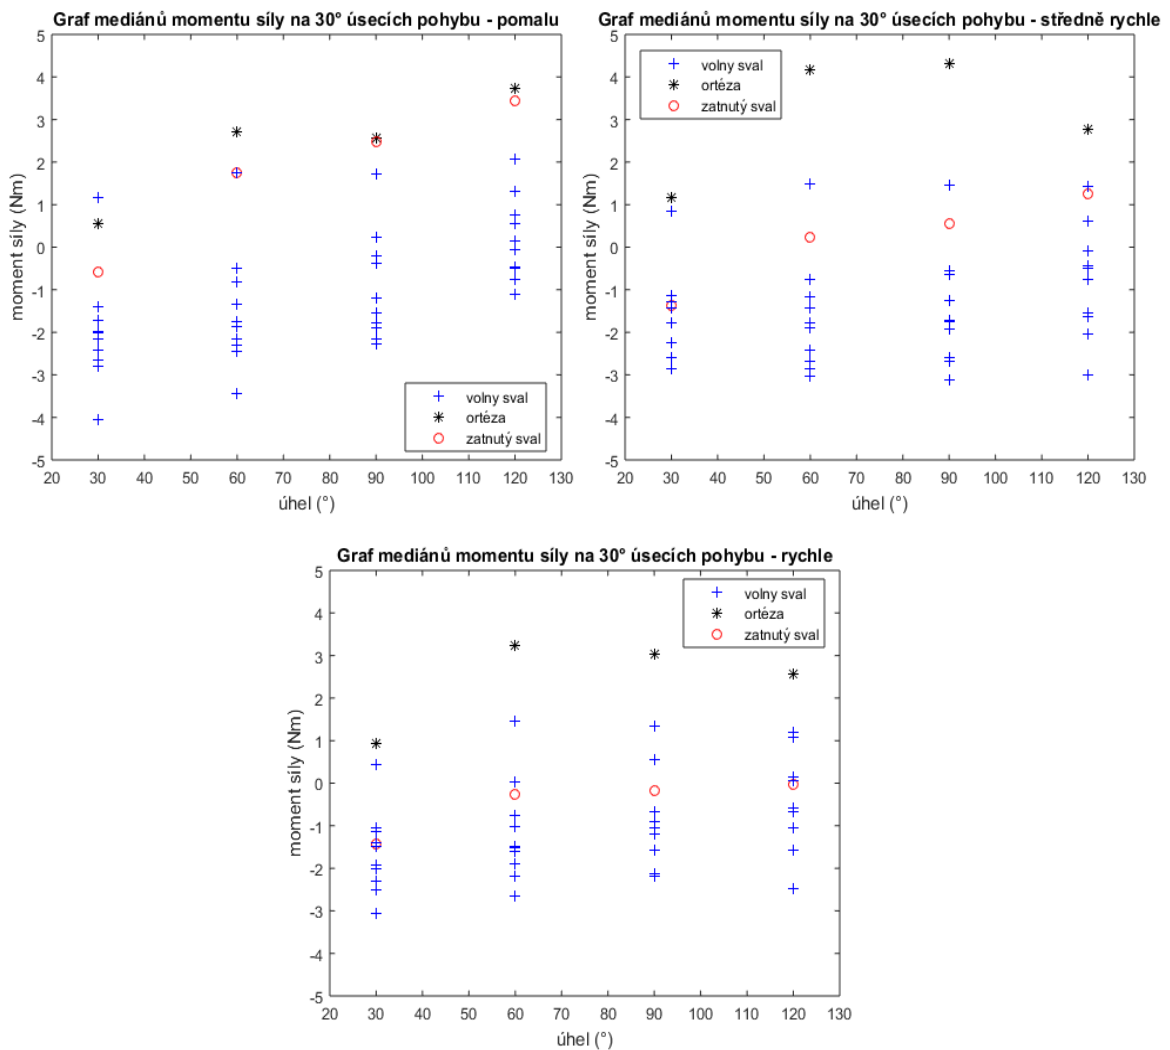 Graf mediánů momentu síly na 30° úsecích pohybu - pomalu
5
4
3
2
1
0
-1
-2
-3
-4
-5
moment síly (Nm)
volny sval
ortéza
zatnutý sval
20 30 40 50 60 70 80 90 100 110 120 130
úhel (°)
Graf mediánů momentu síly na 30° úsecích pohybu - středně rychle
5
4
3
2
1
0
-1
-2
-3
-4
-5
moment síly (Nm)
volny sval
ortéza
zatnutý sval
20 30 40 50 60 70 80 90 100 110 120 130
úhel (°)
Graf mediánů momentu síly na 30° úsecích pohybu - rychle
5
4
3
2
1
0
-1
-2
-3
-4
-5
moment síly (Nm)
volny sval
ortéza
zatnutý sval
20 30 40 50 60 70 80 90 100 110 120 130
úhel (°)